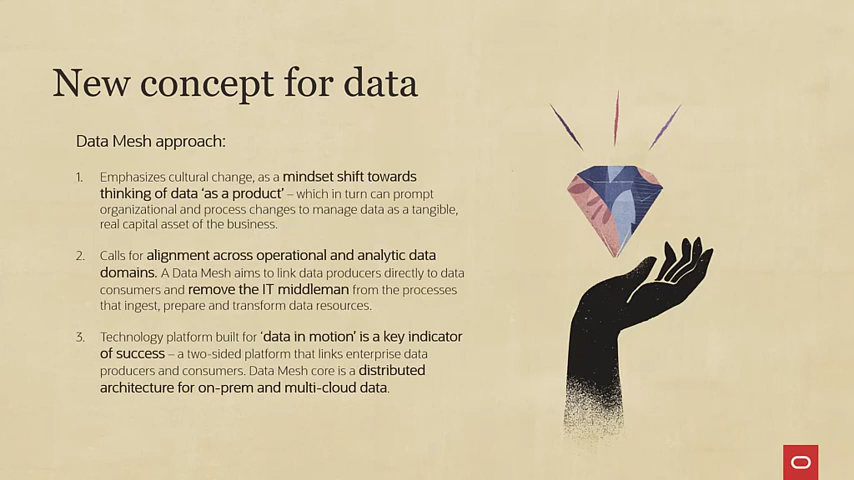 New concept for data
Data Mesh approach:
1. Emphasizes cultural change, as a mindset shift towards
thinking of data ‘as a product’ – which in turn can prompt
organizational and process changes to manage data as a tangible,
real capital asset of the business.
2. Calls for alignment across operational and analytic data
domains. A Data Mesh aims to link data producers directly to data
consumers and remove the IT middleman from the processes
that ingest, prepare and transform data resources.
3. Technology platform built for ‘data in motion’ is a key indicator
of success – a two-sided platform that links enterprise data
producers and consumers. Data Mesh core is a distributed
architecture for on-prem and multi-cloud data.